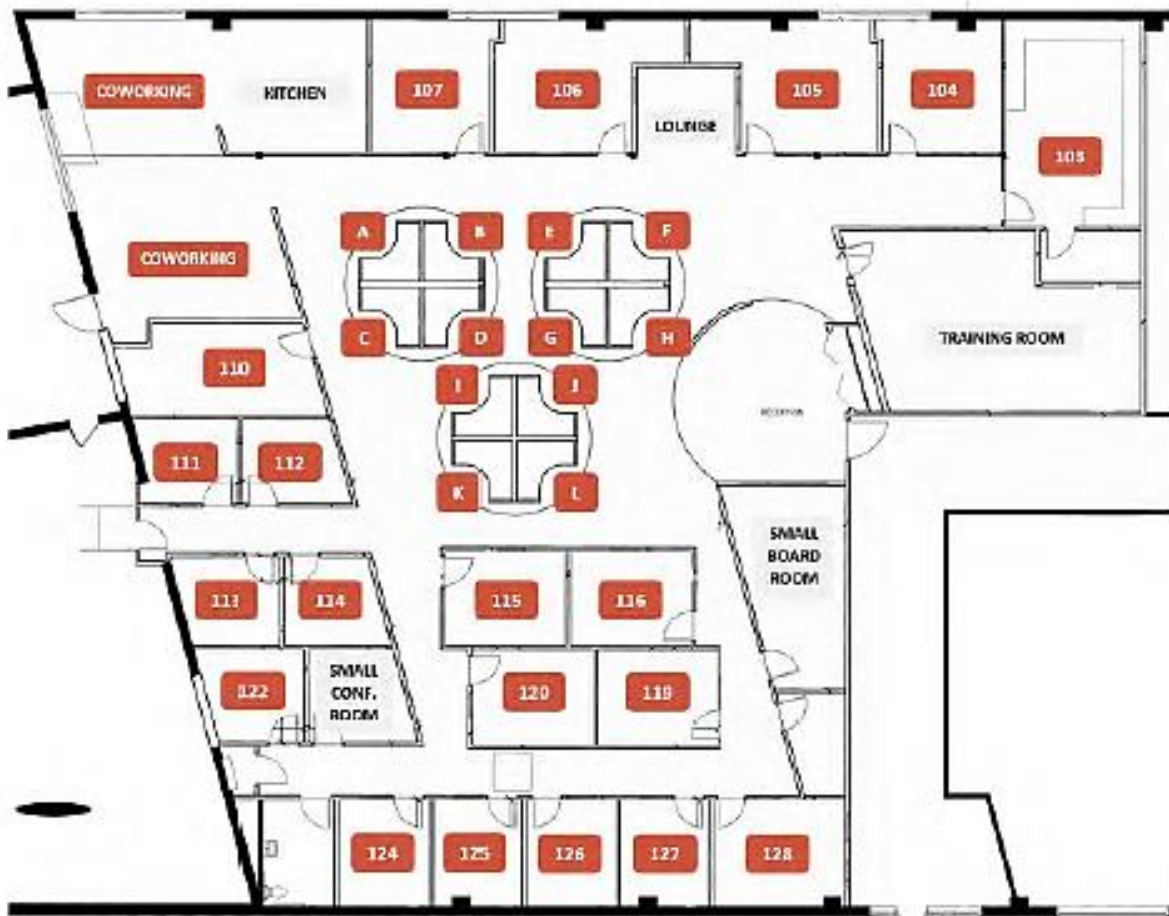 COWORKING
KITCHEN
107
106
LOUNGE
105
104
103
A
B
E
F
COWORKING
C
D
G
H
TRAINING ROOM
110
I
J
RECEPTION
111
112
K
L
SMALL
BOARD
ROOM
113
114
115
116
122
SMALL
CONF.
ROOM
120
119
124
125
126
127
128